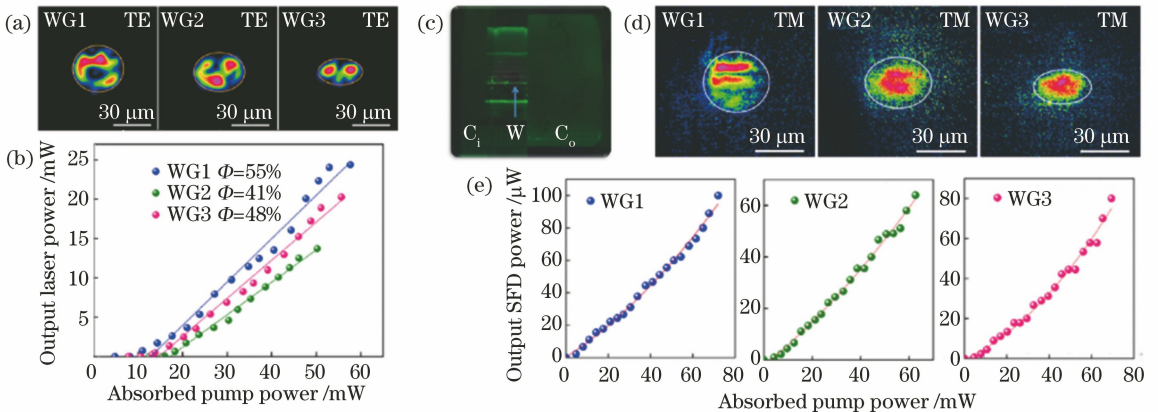 (a) WG1 TE WG2 TE WG3 TE
30 μm 30 μm 30 μm
(b)
Output laser power /mW
25
20
15
10
5
WG1 Φ=55%
WG2 Φ=41%
WG3 Φ=48%
0 10 20 30 40 50 60
Absorbed pump power /mW
(c)
Ci W Co
(d) WG1 TM WG2 TM WG3 TM
30 μm 30 μm 30 μm
(e)
Output SFD power /μW
100
80
60
40
20
0
WG1
0 20 40 60 80
60
40
20
0
WG2
0 20 40 60
80
60
40
20
0
WG3
0 20 40 60 80
Absorbed pump power /mW